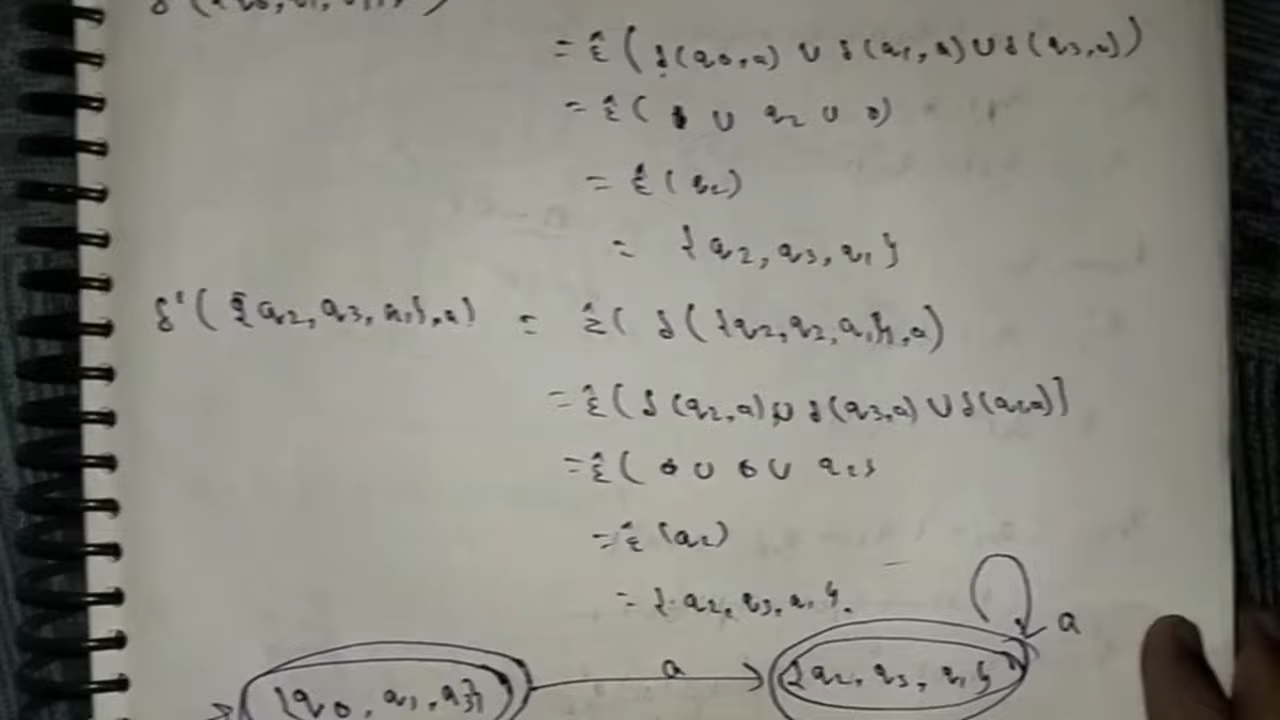 = ε̂ ( δ(q0,a) ∪ δ(q1,a) ∪ δ(q3,a) )
= ε̂ ( ϕ ∪ q2 ∪ ϕ )
= ε̂ ( q2 )
= { q2, q3, q1 }
δ' ( { q2, q3, q1 }, a ) = ε̂ ( δ ( { q2, q2, q1 }, a )
= ε̂ ( δ (q2,a) ∪ δ(q3,a) ∪ δ(q1,a) ]
= ε̂ ( ϕ ∪ ϕ ∪ q2 }
= ε̂ (q2)
= { q2, q3, q1 }.
a
{q0, q1, q3} a {q2, q3, q1}